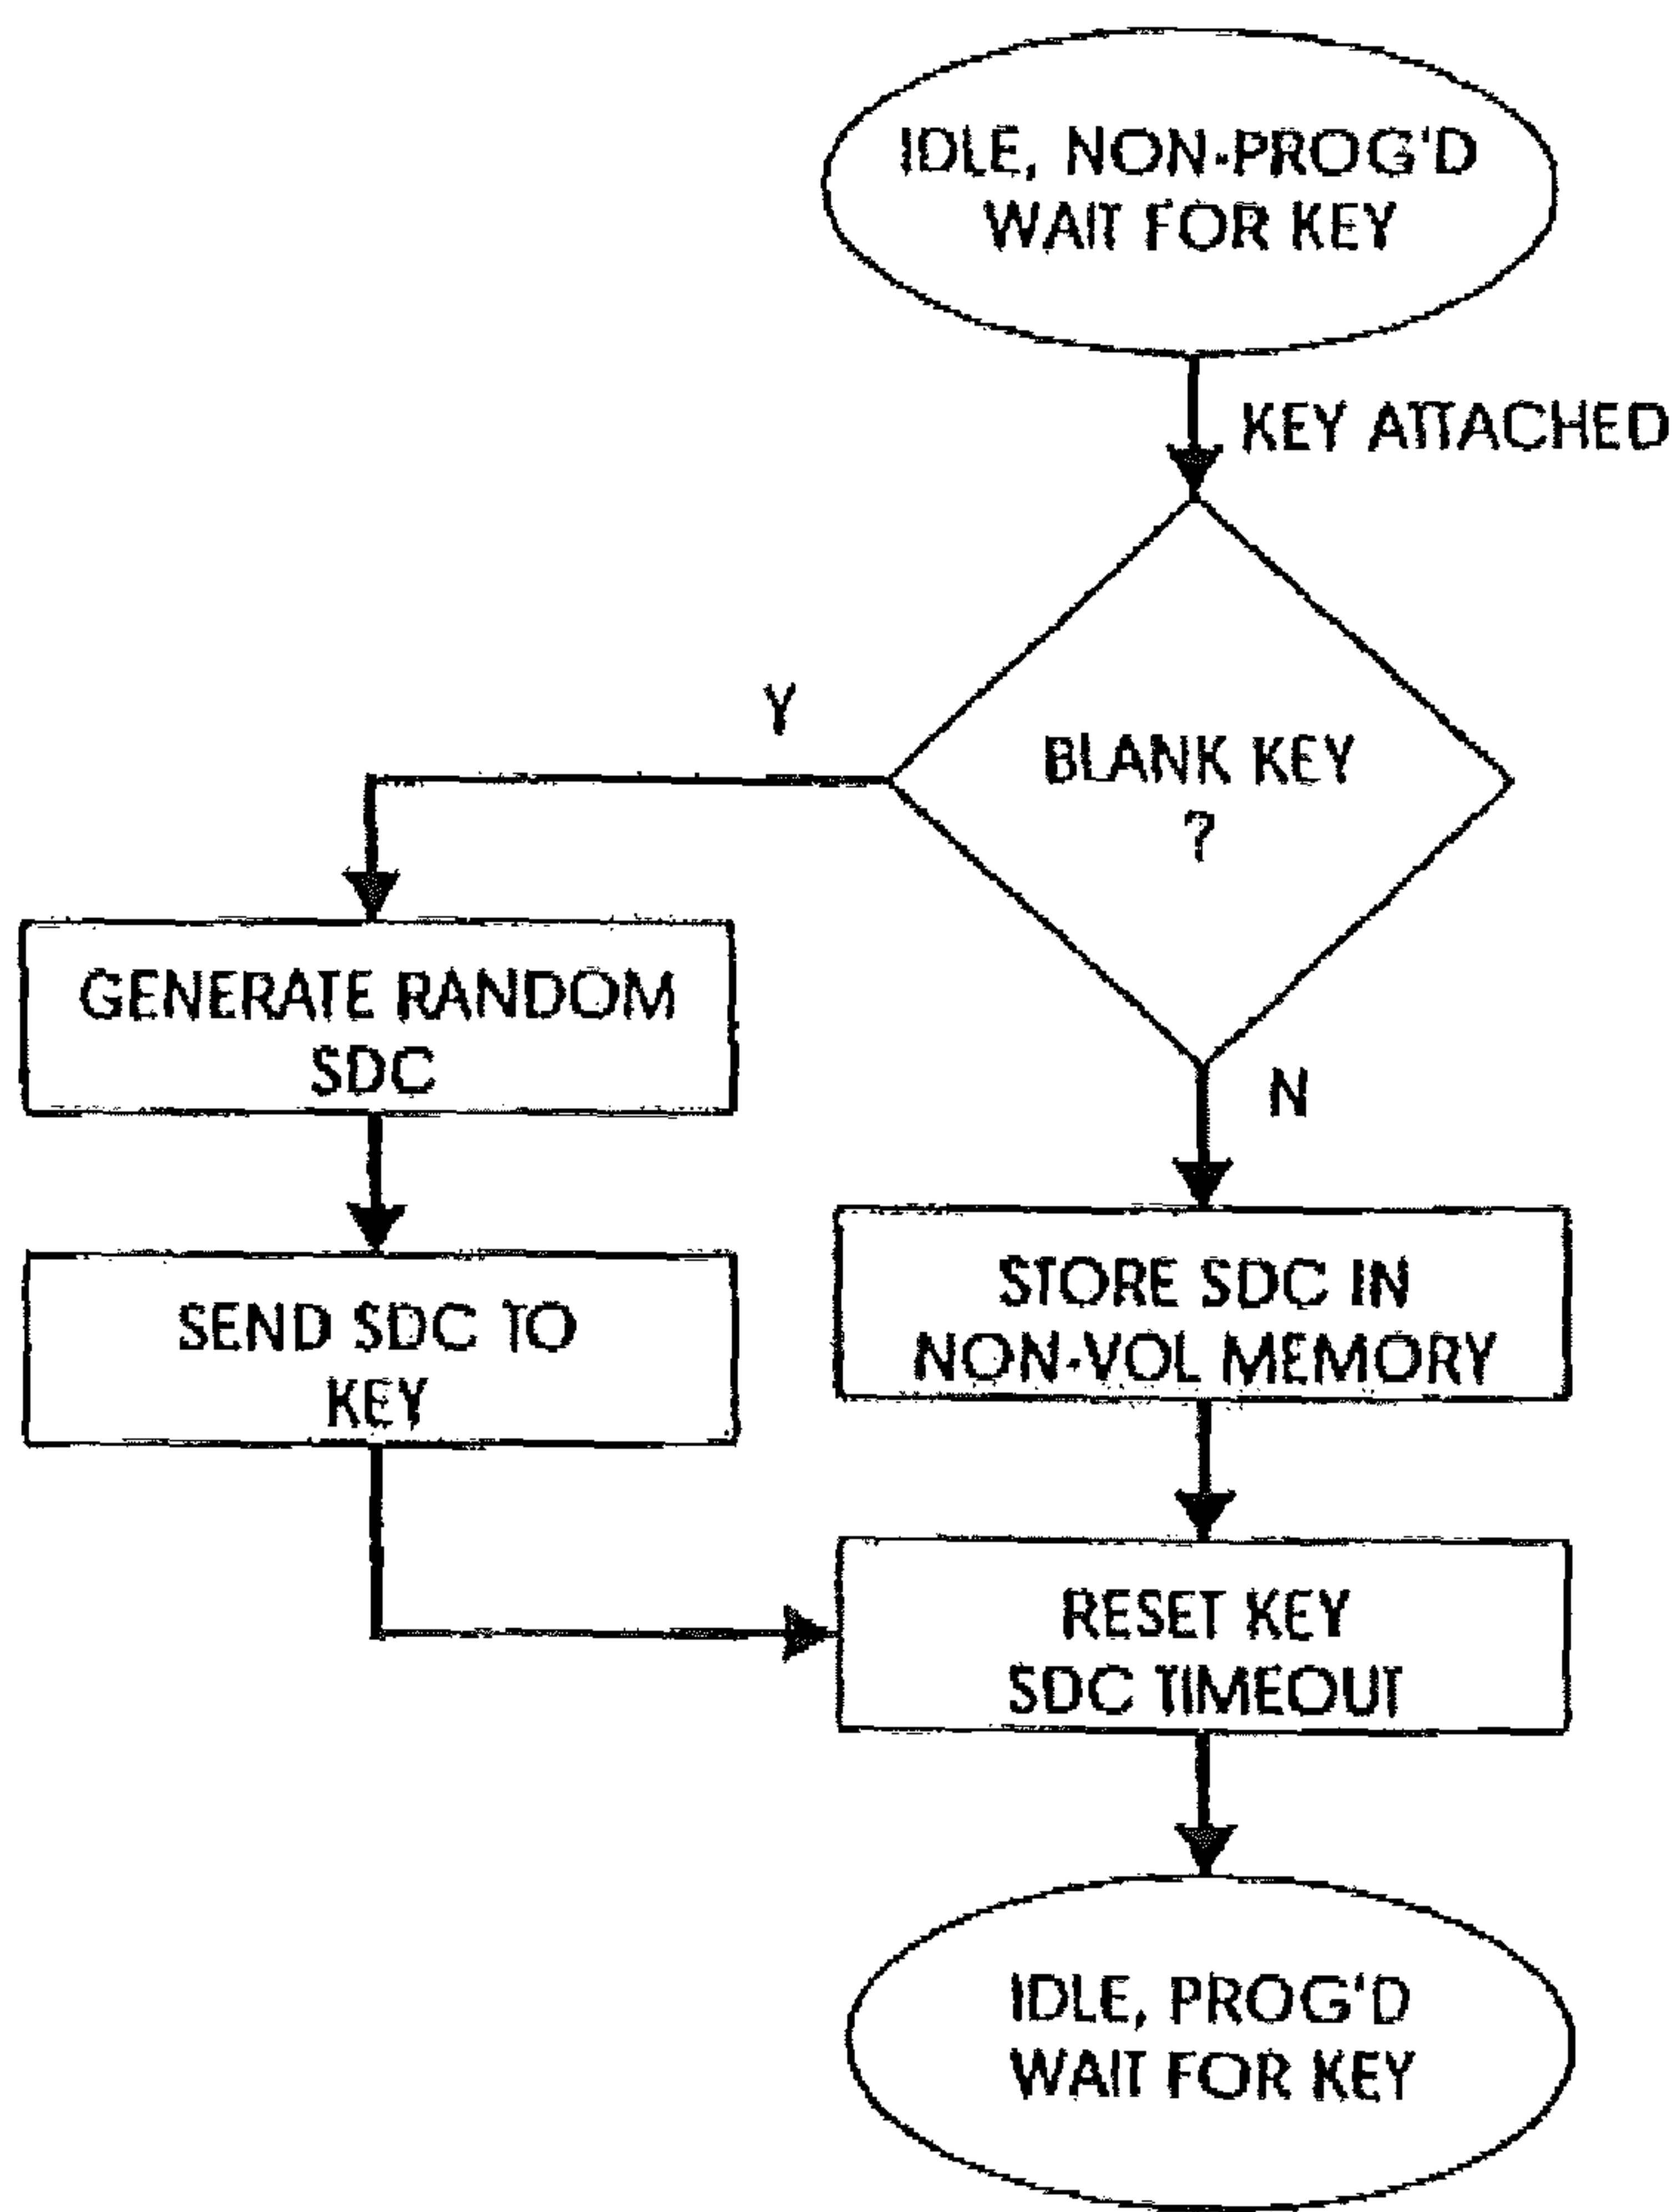 IDLE, NON-PROG'D
WAIT FOR KEY
KEY ATTACHED
BLANK KEY
?
Y
N
GENERATE RANDOM
SDC
SEND SDC TO
KEY
STORE SDC IN
NON-VOL MEMORY
RESET KEY
SDC TIMEOUT
IDLE, PROG'D
WAIT FOR KEY